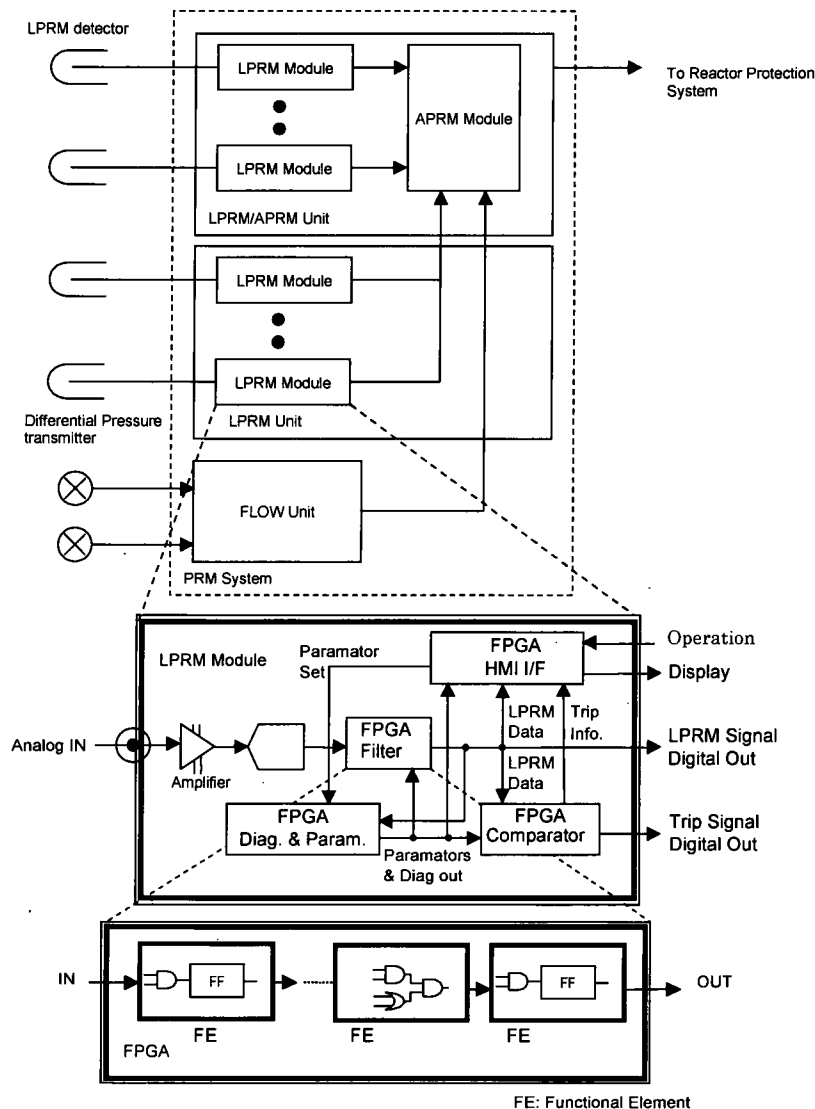 LPRM detector
LPRM Module
APRM Module
To Reactor Protection
System
LPRM Module
LPRM/APRM Unit
LPRM Module
LPRM Module
LPRM Unit
Differential Pressure
transmitter
FLOW Unit
PRM System
LPRM Module
Paramator
Set
FPGA
HMI I/F
Operation
Display
Analog IN
Amplifier
FPGA
Filter
LPRM
Data
Trip
Info.
LPRM
Data
LPRM Signal
Digital Out
FPGA
Diag. & Param.
Paramators
& Diag out
FPGA
Comparator
Trip Signal
Digital Out
IN
FF
FE
FE
FF
FE
OUT
FPGA
FE: Functional Element